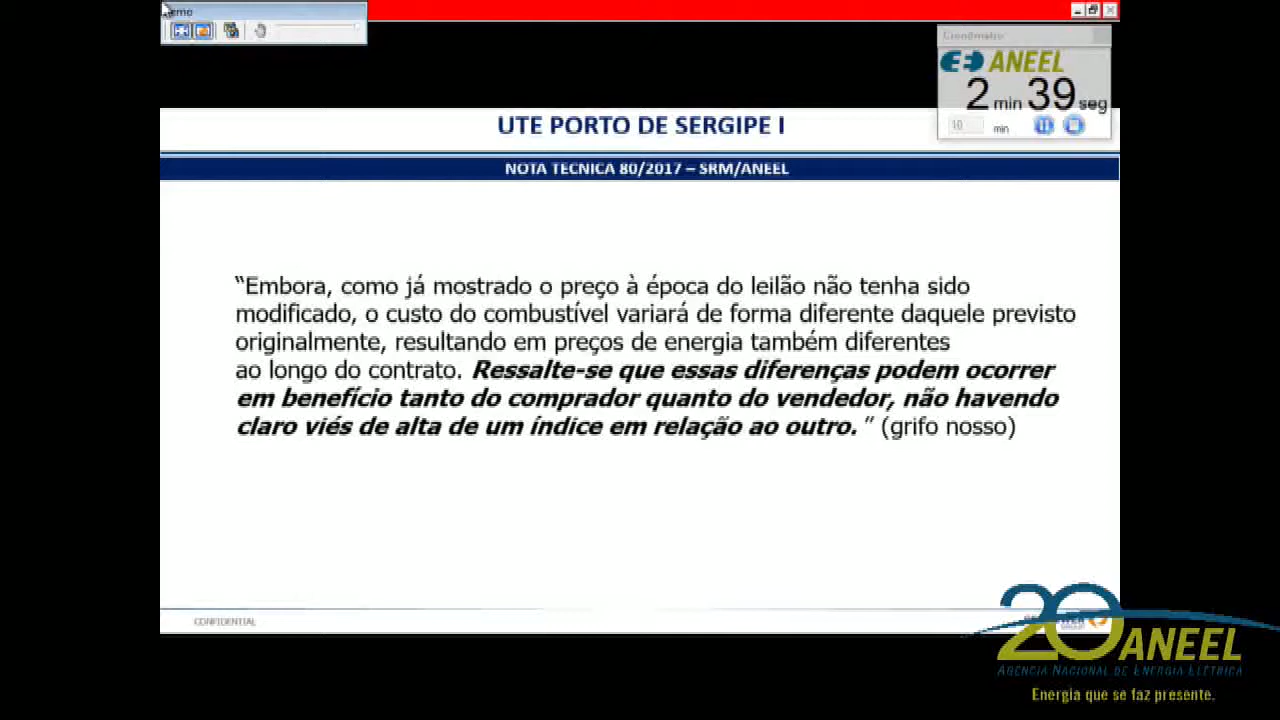 Cronômetro
ANEEL
2 min 39 seg
10 min
UTE PORTO DE SERGIPE I
NOTA TECNICA 80/2017 – SRM/ANEEL
“Embora, como já mostrado o preço à época do leilão não tenha sido
modificado, o custo do combustível variará de forma diferente daquele previsto
originalmente, resultando em preços de energia também diferentes
ao longo do contrato. Ressalte-se que essas diferenças podem ocorrer
em benefício tanto do comprador quanto do vendedor, não havendo
claro viés de alta de um índice em relação ao outro. ” (grifo nosso)
CONFIDENTIAL
20 ANEEL
AGÊNCIA NACIONAL DE ENERGIA ELÉTRICA
Energia que se faz presente.